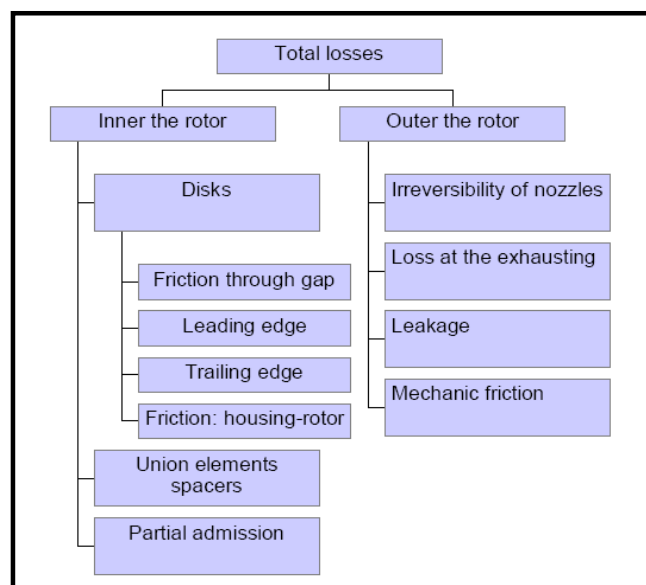 Total losses
Inner the rotor
Outer the rotor
Disks
Friction through gap
Leading edge
Trailing edge
Friction: housing-rotor
Union elements
spacers
Partial admission
Irreversibility of nozzles
Loss at the exhausting
Leakage
Mechanic friction